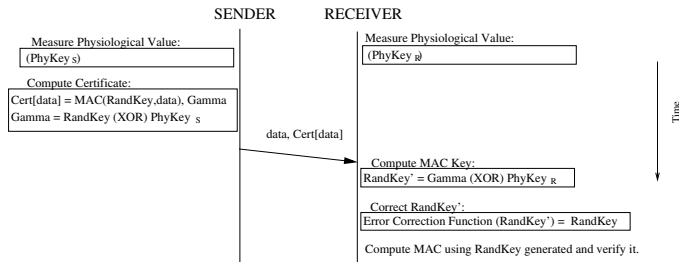 SENDER RECEIVER
Measure Physiological Value:
(PhyKey S)
Compute Certificate:
Cert[data] = MAC(RandKey,data), Gamma
Gamma = RandKey (XOR) PhyKey S
Measure Physiological Value:
(PhyKey R)
data, Cert[data]
Compute MAC Key:
RandKey' = Gamma (XOR) PhyKey R
Correct RandKey':
Error Correction Function (RandKey') = RandKey
Compute MAC using RandKey generated and verify it.
Time